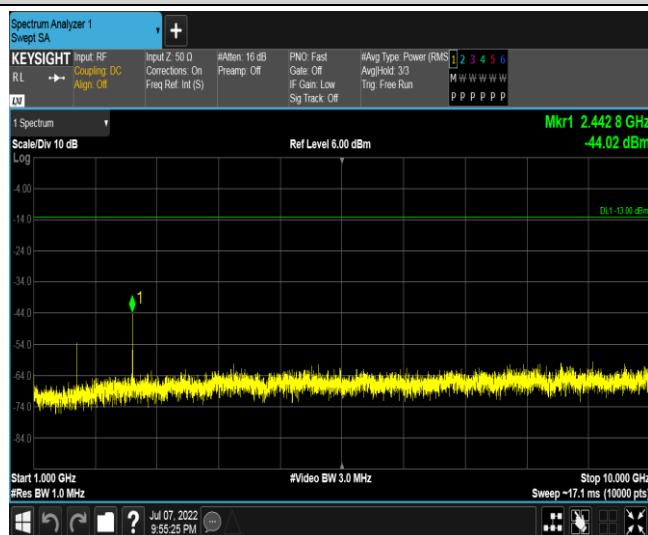 Spectrum Analyzer 1
Swept SA
KEYSIGHT
RL
LXI
Input: RF
Coupling: DC
Align: Off
Input Z: 50 Ω
Corrections: On
Freq Ref: Int (S)
#Atten: 16 dB
Preamp: Off
PNO: Fast
Gate: Off
IF Gain: Low
Sig Track: Off
#Avg Type: Power (RMS
Avg|Hold: 3/3
Trig: Free Run
1 2 3 4 5 6
M W W W W W
P P P P P P
1 Spectrum
Mkr1 2.442 8 GHz
Scale/Div 10 dB
Ref Level 6.00 dBm
-44.02 dBm
Log
-4.00
DL1 -13.00 dBm
-14.0
-24.0
-34.0
1
-44.0
-54.0
-64.0
-74.0
-84.0
Start 1.000 GHz
#Video BW 3.0 MHz
Stop 10.000 GHz
#Res BW 1.0 MHz
Sweep ~17.1 ms (10000 pts)
?
Jul 07, 2022
9:55:25 PM